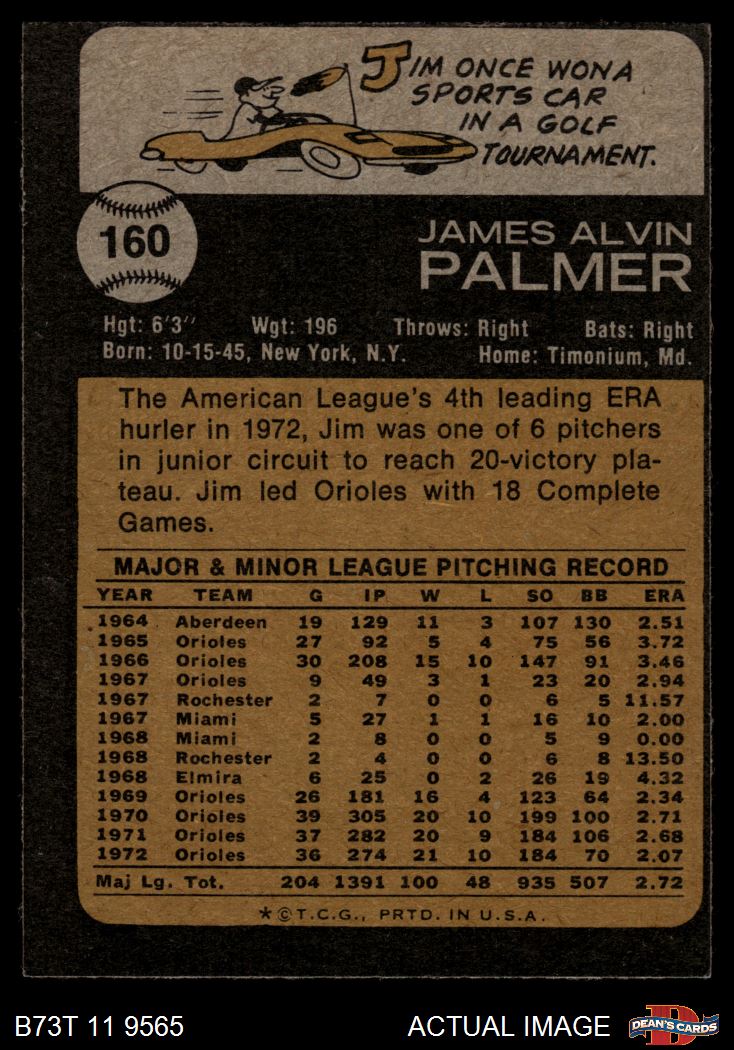 JIM ONCE WON A
SPORTS CAR
IN A GOLF
TOURNAMENT.
160
JAMES ALVIN
PALMER
Hgt: 6'3" Wgt: 196 Throws: Right Bats: Right
Born: 10-15-45, New York, N.Y. Home: Timonium, Md.
The American League's 4th leading ERA
hurler in 1972, Jim was one of 6 pitchers
in junior circuit to reach 20-victory pla-
teau. Jim led Orioles with 18 Complete
Games.
MAJOR & MINOR LEAGUE PITCHING RECORD
YEAR TEAM G IP W L SO BB ERA
1964 Aberdeen 19 129 11 3 107 130 2.51
1965 Orioles 27 92 5 4 75 56 3.72
1966 Orioles 30 208 15 10 147 91 3.46
1967 Orioles 9 49 3 1 23 20 2.94
1967 Rochester 2 7 0 0 6 5 11.57
1967 Miami 5 27 1 1 16 10 2.00
1968 Miami 2 8 0 0 5 9 0.00
1968 Rochester 2 4 0 0 6 8 13.50
1968 Elmira 6 25 0 2 26 19 4.32
1969 Orioles 26 181 16 4 123 64 2.34
1970 Orioles 39 305 20 10 199 100 2.71
1971 Orioles 37 282 20 9 184 106 2.68
1972 Orioles 36 274 21 10 184 70 2.07
Maj Lg. Tot. 204 1391 100 48 935 507 2.72
*©T.C.G., PRTD. IN U.S.A.
B73T 11 9565 ACTUAL IMAGE D DEAN'S CARDS